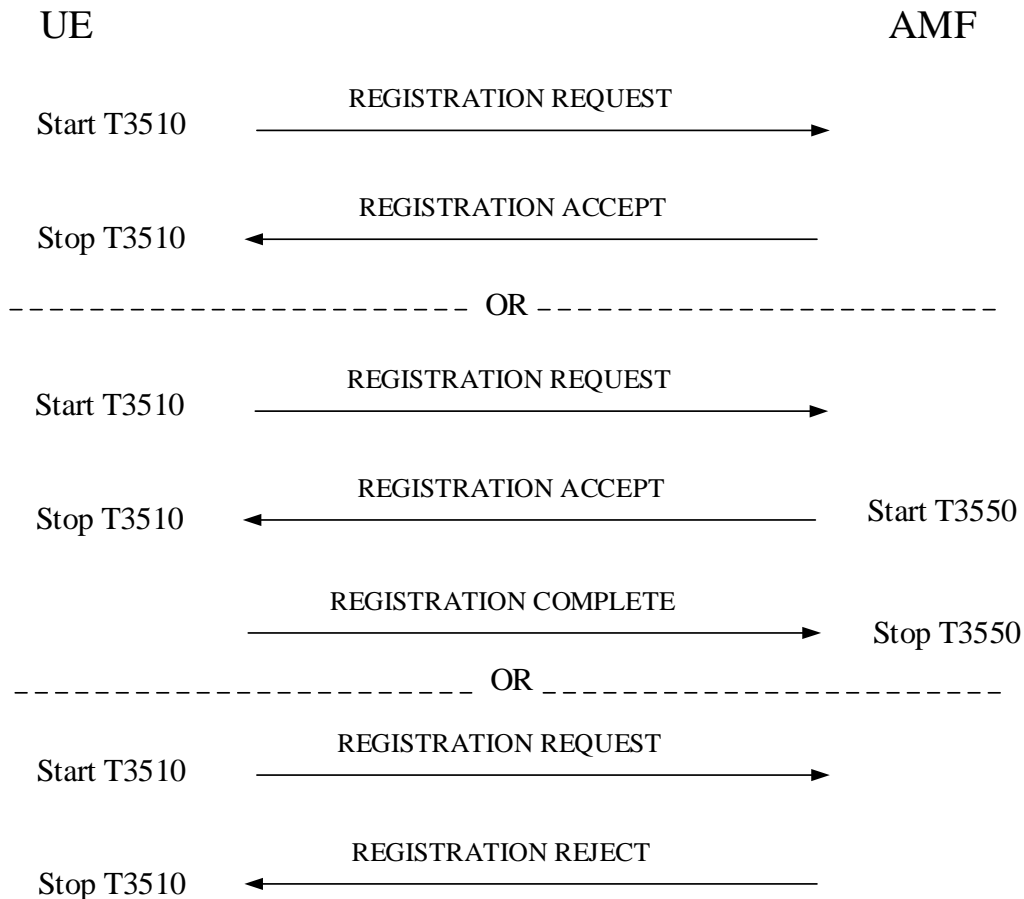 UE AMF
REGISTRATION REQUEST
Start T3510
REGISTRATION ACCEPT
Stop T3510
OR
REGISTRATION REQUEST
Start T3510
REGISTRATION ACCEPT
Stop T3510 Start T3550
REGISTRATION COMPLETE
Stop T3550
OR
REGISTRATION REQUEST
Start T3510
REGISTRATION REJECT
Stop T3510